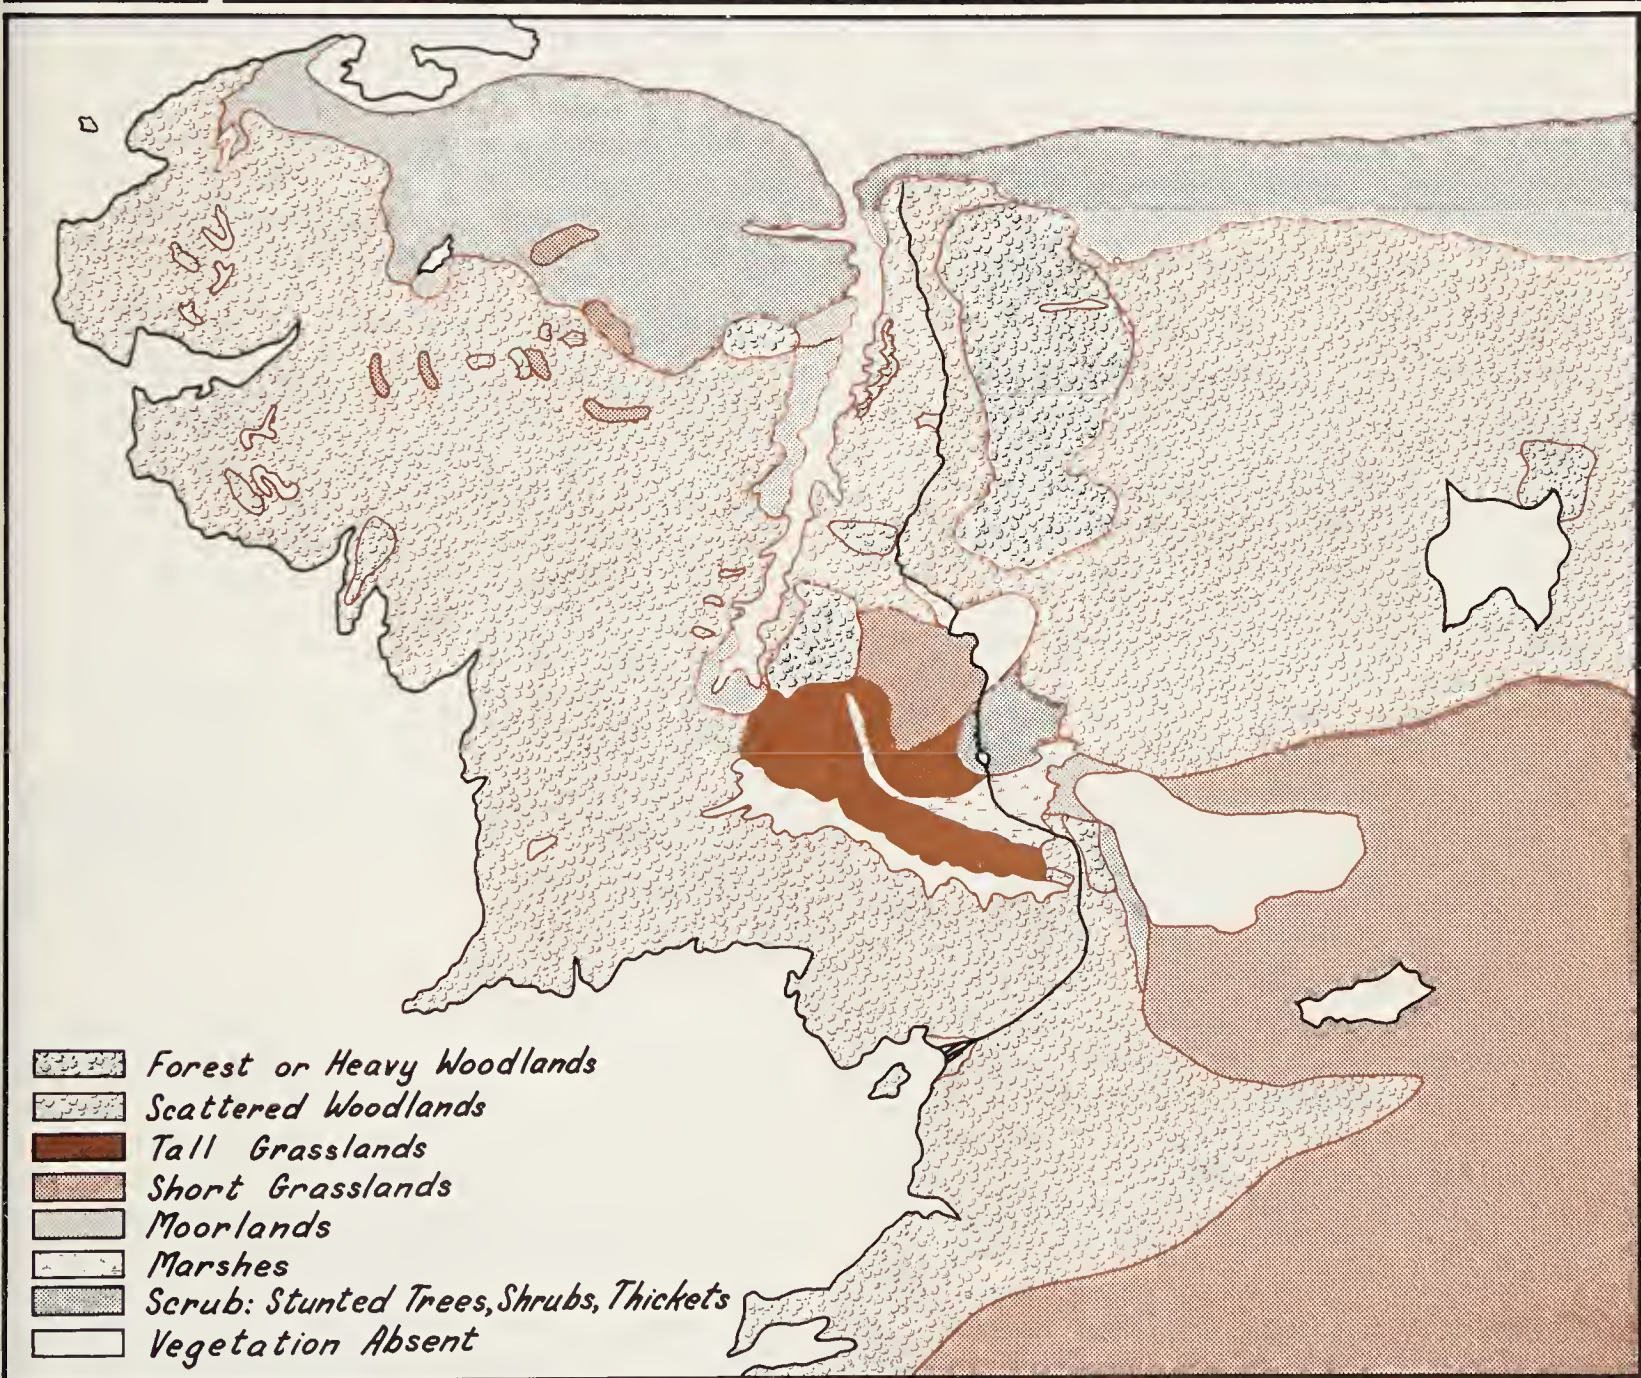 Forest or Heavy Woodlands
Scattered Woodlands
Tall Grasslands
Short Grasslands
Moorlands
Marshes
Scrub: Stunted Trees, Shrubs, Thickets
Vegetation Absent